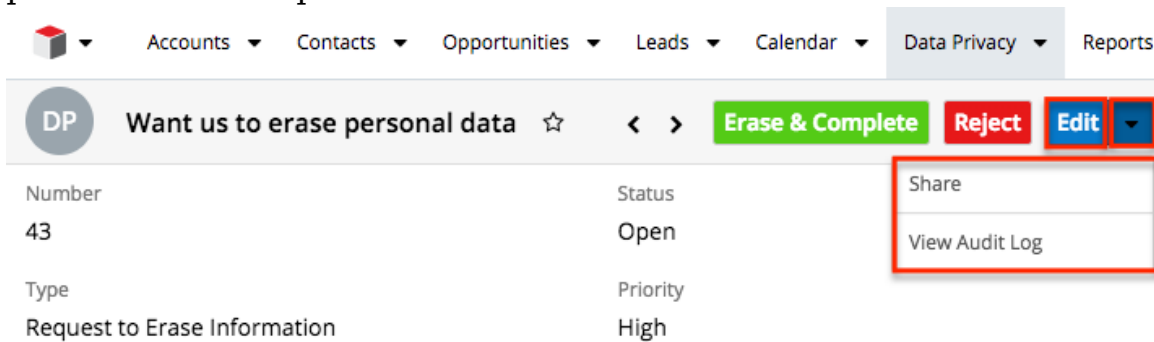 Accounts Contacts Opportunities Leads Calendar Data Privacy Reports
DP Want us to erase personal data Erase & Complete Reject Edit
Number Status Share
43 Open View Audit Log
Type Priority
Request to Erase Information High